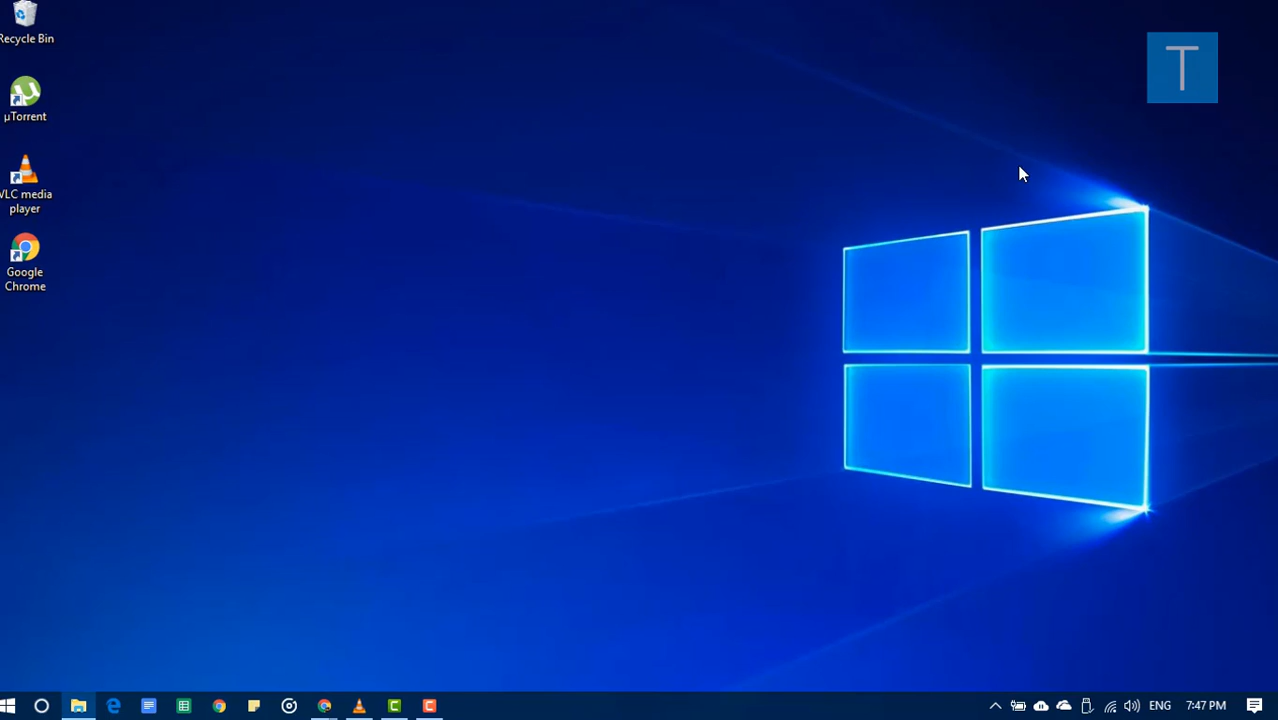 Recycle Bin
µTorrent
VLC media
player
Google
Chrome
T
ENG
7:47 PM